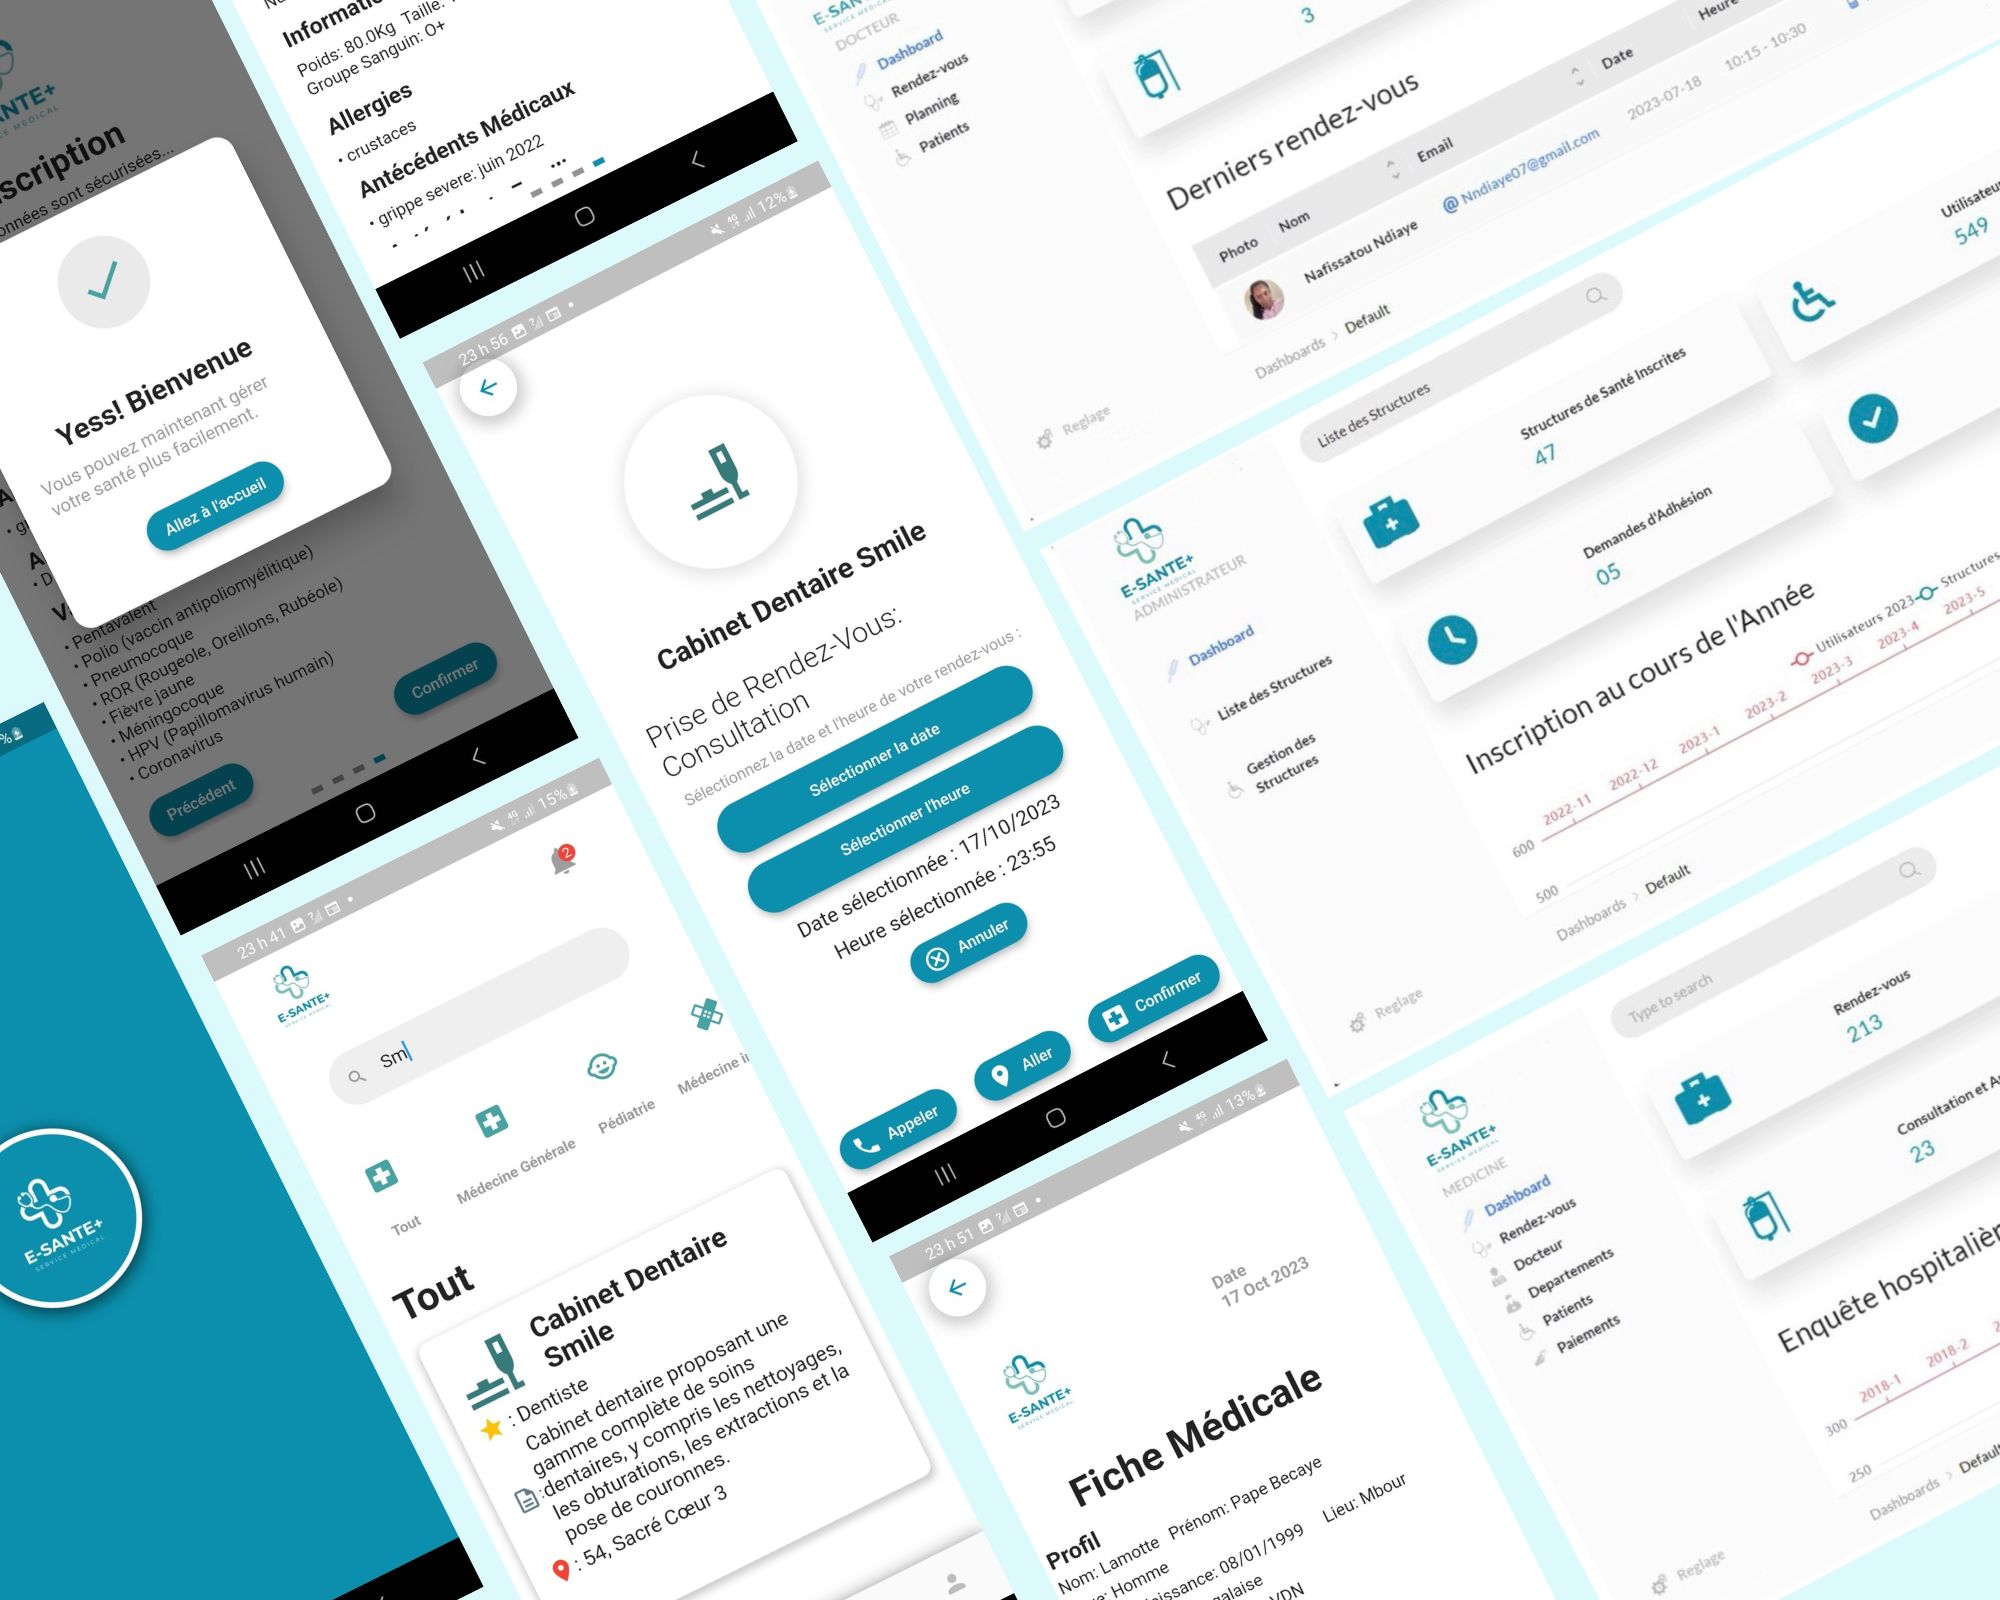 ANTE+
CE MEDICAL
scription
onnées sont sécurisées...
Yess! Bienvenue
Vous pouvez maintenant gérer
votre santé plus facilement.
Allez à l'accueil
• Pentavalent
• Polio (vaccin antipoliomyélitique)
• Pneumocoque
• ROR (Rougeole, Oreillons, Rubéole)
• Fièvre jaune
• Méningocoque
• HPV (Papillomavirus humain)
• Coronavirus
Confirmer
Précédent
E-SANTE+
SERVICE MEDICAL
Poids: 80.0Kg Taille:
Groupe Sanguin: O+
Allergies
• crustaces
Antécédents Médicaux
• grippe severe: juin 2022
23 h 41
15%
2
E-SANTE+
SERVICE MEDICAL
Sm
Tout
Médecine Générale
Pédiatrie
Médecine i
Tout
Cabinet Dentaire
Smile
: Dentiste
Cabinet dentaire proposant une
gamme complète de soins
:dentaires, y compris les nettoyages,
les obturations, les extractions et la
pose de couronnes.
: 54, Sacré Cœur 3
23 h 56
12%
Cabinet Dentaire Smile
Prise de Rendez-Vous:
Consultation
Sélectionnez la date et l'heure de votre rendez-vous :
Sélectionner la date
Sélectionner l'heure
Date sélectionnée : 17/10/2023
Heure sélectionnée : 23:55
Annuler
Appeler
Aller
Confirmer
23 h 51
13%
Date
17 Oct 2023
E-SANTE+
SERVICE MEDICAL
Fiche Médicale
Profil
Nom: Lamotte Prénom: Pape Becaye
e: Homme
issance: 08/01/1999 Lieu: Mbour
galaise
VDN
E-SANTE+
SERVICE MEDICAL
DOCTEUR
Dashboard
Rendez-vous
Planning
Patients
Reglage
3
Derniers rendez-vous
Photo Nom Email Date Heure
Nafissatou Ndiaye @ Nndiaye07@gmail.com 2023-07-18 10:15 - 10:30
Dashboards > Default
E-SANTE+
SERVICE MEDICAL
ADMINISTRATEUR
Dashboard
Liste des Structures
Gestion des
Structures
Reglage
Liste des Structures
Structures de Santé Inscrites
47
Utilisateur
549
Demandes d'Adhésion
05
Inscription au cours de l'Année
Utilisateurs 2023
Structures
2022-11 2022-12 2023-1 2023-2 2023-3 2023-4 2023-5
600
500
Dashboards > Default
E-SANTE+
SERVICE MEDICAL
MEDICINE
Dashboard
Rendez-vous
Docteur
Departements
Patients
Paiements
Reglage
Type to search
Rendez-vous
213
Consultation et A
23
Enquête hospitalièr
2018-1 2018-2
300
250
Dashboards > Default